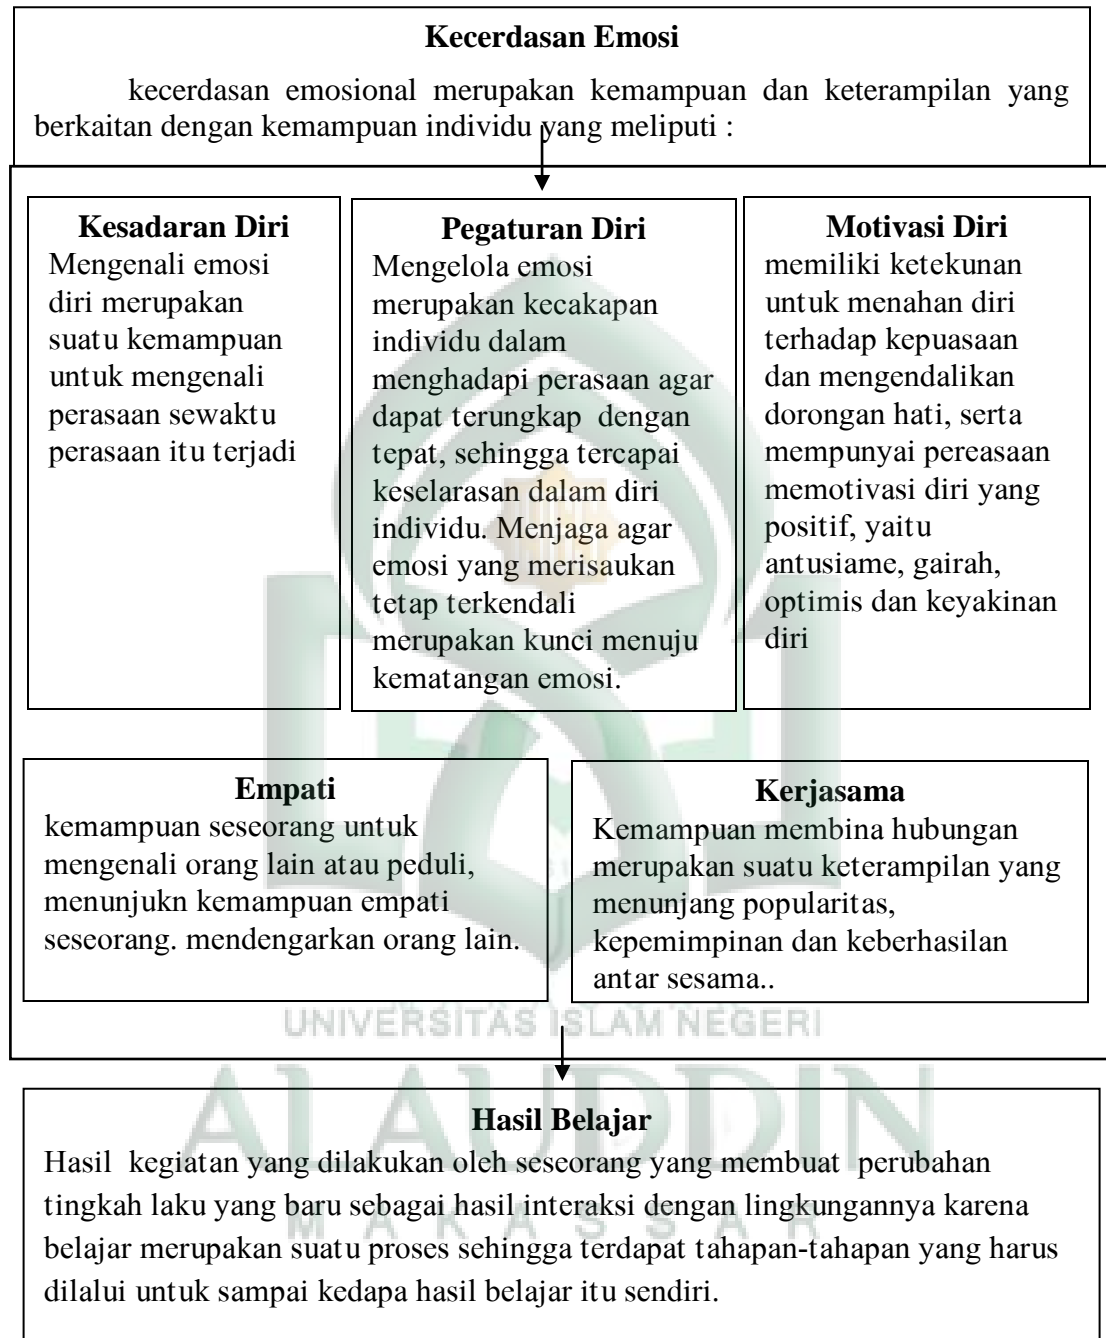 Kecerdasan Emosi
kecerdasan emosional merupakan kemampuan dan keterampilan yang
berkaitan dengan kemampuan individu yang meliputi :
Kesadaran Diri
Mengenali emosi
diri merupakan
suatu kemampuan
untuk mengenali
perasaan sewaktu
perasaan itu terjadi
Pegaturan Diri
Mengelola emosi
merupakan kecakapan
individu dalam
menghadapi perasaan agar
dapat terungkap dengan
tepat, sehingga tercapai
keselarasan dalam diri
individu. Menjaga agar
emosi yang merisaukan
tetap terkendali
merupakan kunci menuju
kematangan emosi.
Motivasi Diri
memiliki ketekunan
untuk menahan diri
terhadap kepuasaan
dan mengendalikan
dorongan hati, serta
mempunyai pereasaan
memotivasi diri yang
positif, yaitu
antusiame, gairah,
optimis dan keyakinan
diri
Empati
kemampuan seseorang untuk
mengenali orang lain atau peduli,
menunjukn kemampuan empati
seseorang. mendengarkan orang lain.
Kerjasama
Kemampuan membina hubungan
merupakan suatu keterampilan yang
menunjang popularitas,
kepemimpinan dan keberhasilan
antar sesama..
UNIVERSITAS ISLAM NEGERI
ALAUDDIN
Hasil Belajar
Hasil kegiatan yang dilakukan oleh seseorang yang membuat perubahan
tingkah laku yang baru sebagai hasil interaksi dengan lingkungannya karena
MAKASSAR
belajar merupakan suatu proses sehingga terdapat tahapan-tahapan yang harus
dilalui untuk sampai kedapa hasil belajar itu sendiri.